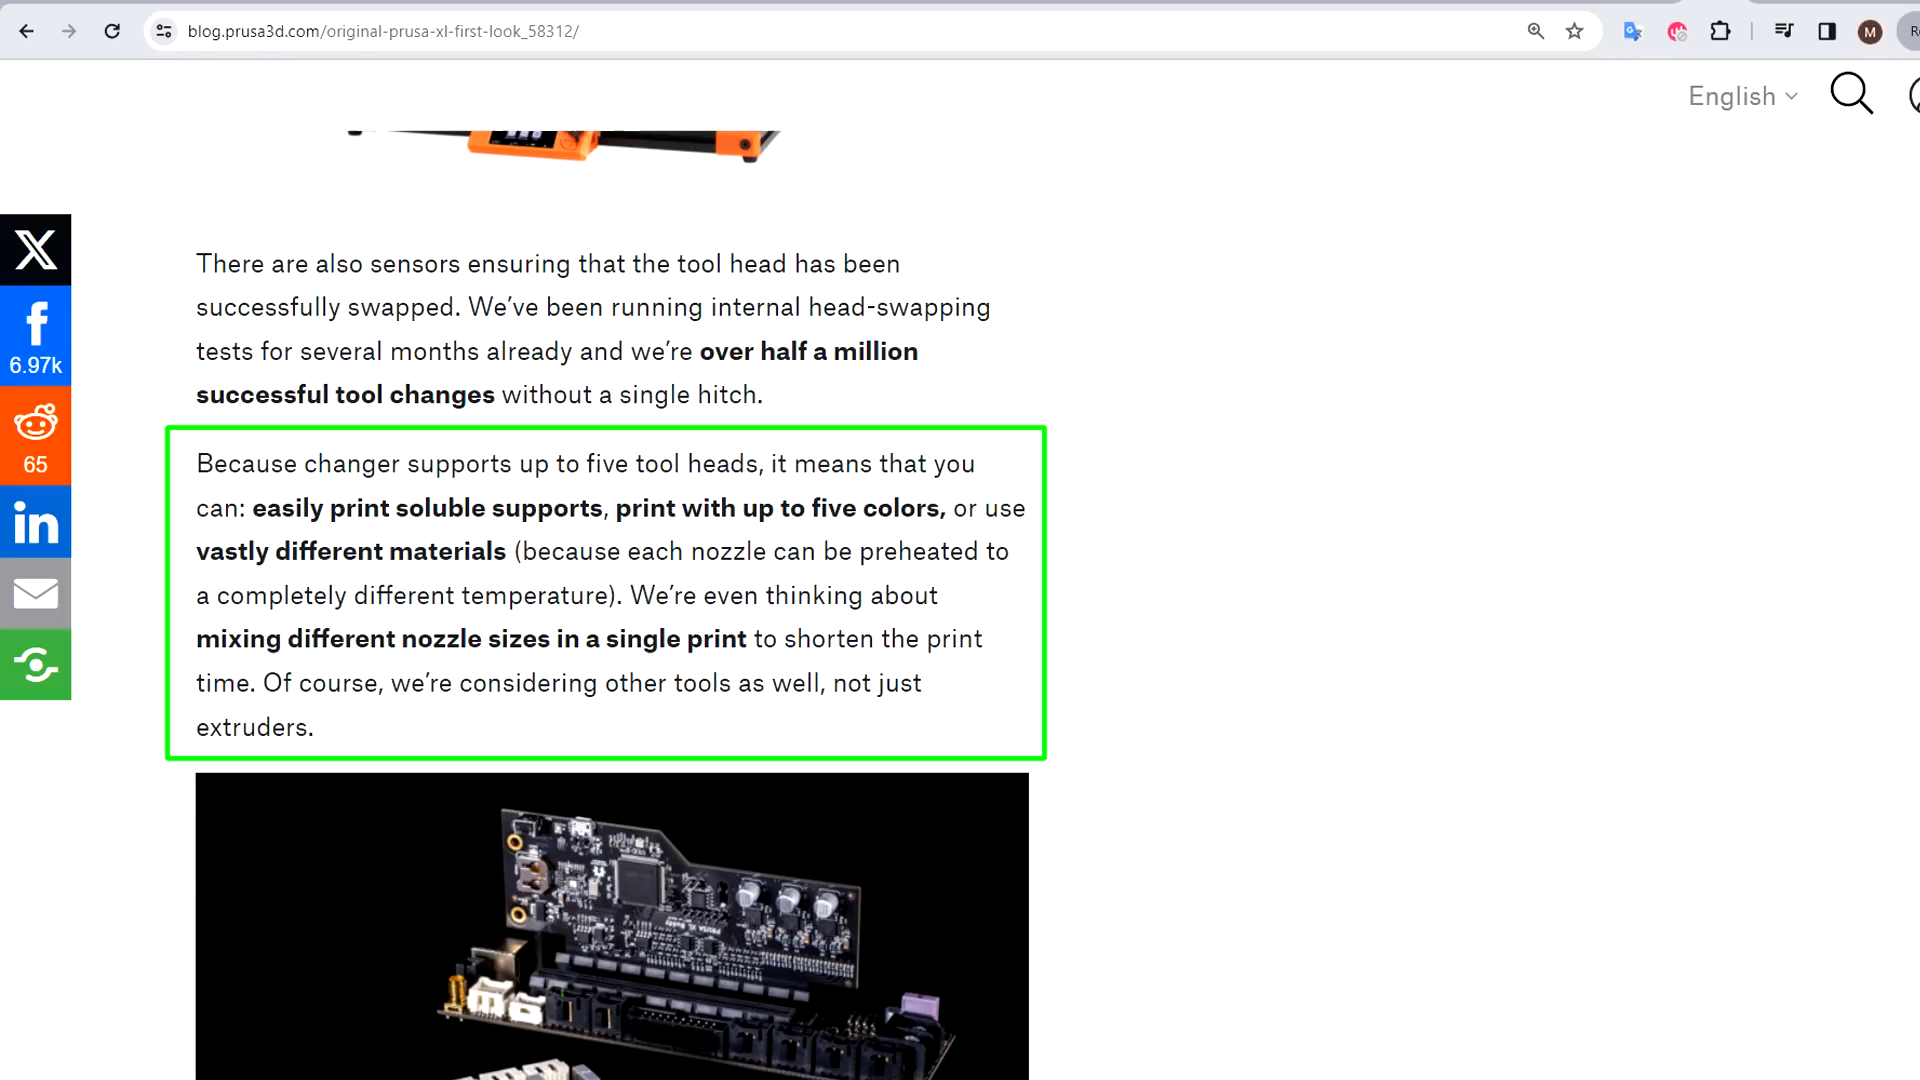 blog.prusa3d.com/original-prusa-xl-first-look_58312/
M
English
There are also sensors ensuring that the tool head has been
successfully swapped. We’ve been running internal head-swapping
tests for several months already and we’re over half a million
successful tool changes without a single hitch.
6.97k
65
in
Because changer supports up to five tool heads, it means that you
can: easily print soluble supports, print with up to five colors, or use
vastly different materials (because each nozzle can be preheated to
a completely different temperature). We’re even thinking about
mixing different nozzle sizes in a single print to shorten the print
time. Of course, we’re considering other tools as well, not just
extruders.